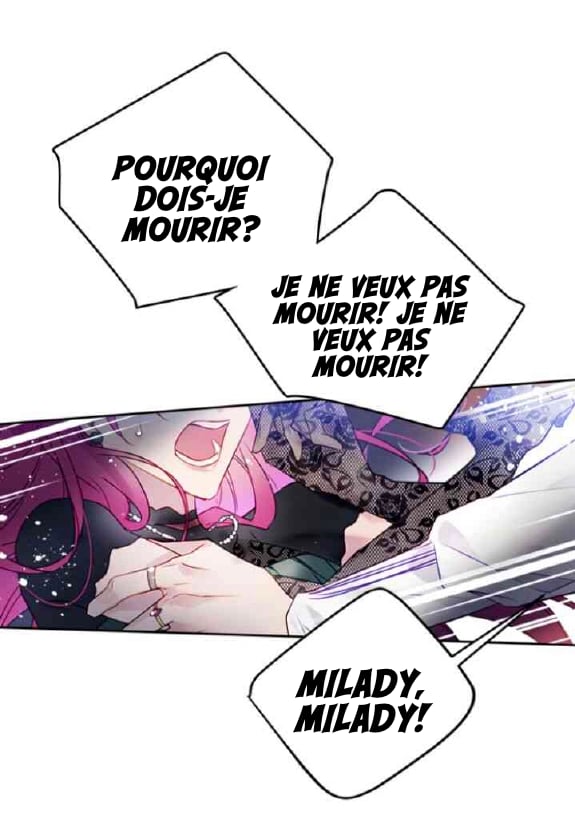 POURQUOI
DOIS-JE
MOURIR?
JE NE VEUX PAS
MOURIR! JE NE
VEUX PAS
MOURIR!
MILADY,
MILADY!